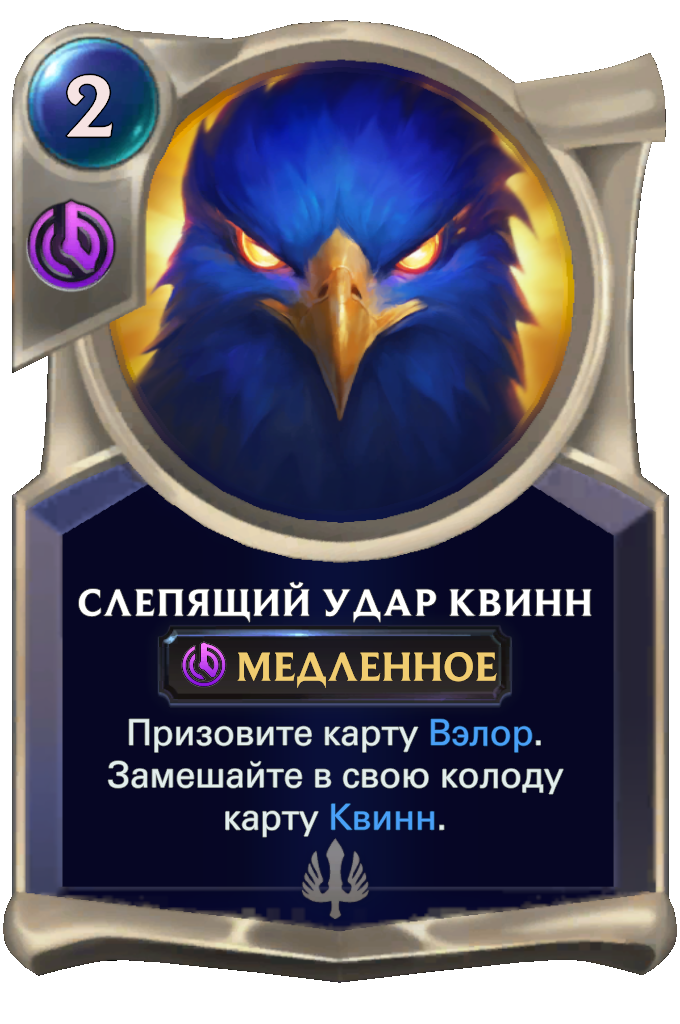 2
СЛЕПЯЩИЙ УДАР КВИНН
МЕДЛЕННОЕ
Призовите карту Вэлор.
Замешайте в свою колоду
карту Квинн.